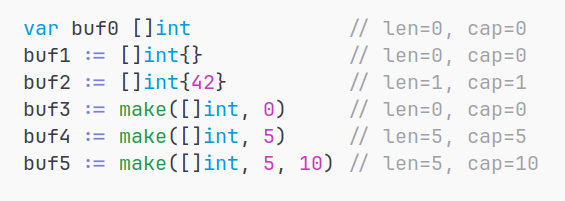 var buf0 []int // len=0, cap=0
buf1 := []int{} // len=0, cap=0
buf2 := []int{42} // len=1, cap=1
buf3 := make([]int, 0) // len=0, cap=0
buf4 := make([]int, 5) // len=5, cap=5
buf5 := make([]int, 5, 10) // len=5, cap=10